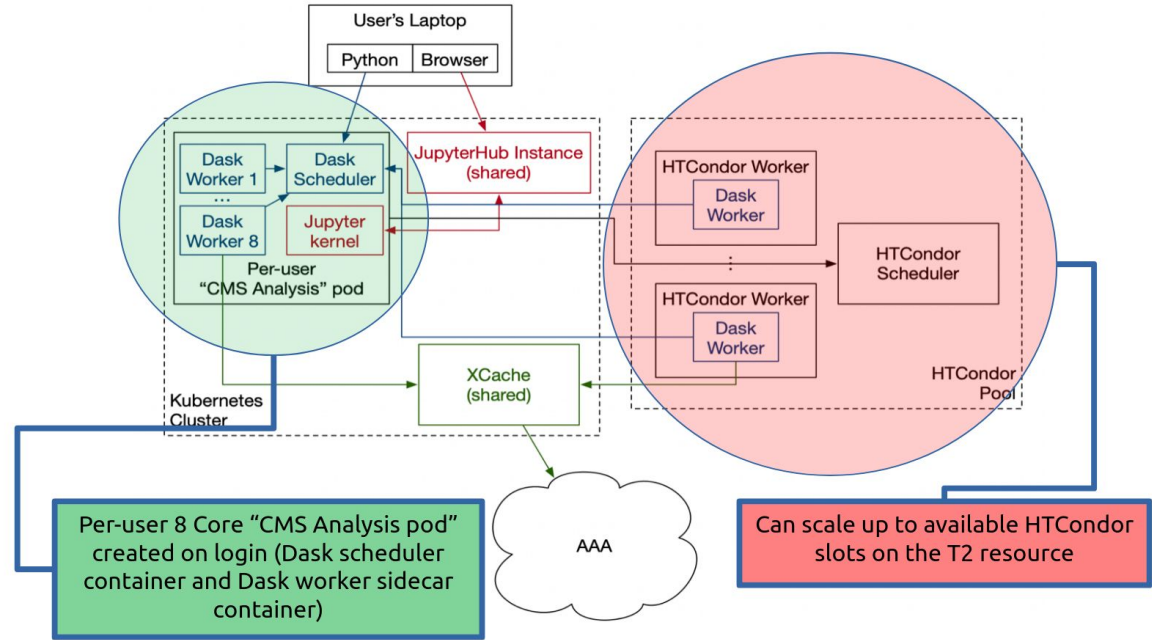 User's Laptop
Python
Browser
JupyterHub Instance
(shared)
Dask
Worker 1
...
Dask
Worker 8
Dask
Scheduler
Jupyter
kernel
Per-user
“CMS Analysis” pod
Kubernetes
Cluster
XCache
(shared)
AAA
HTCondor Worker
Dask
Worker
⋮
HTCondor Worker
Dask
Worker
HTCondor
Scheduler
HTCondor
Pool
Per-user 8 Core “CMS Analysis pod”
created on login (Dask scheduler
container and Dask worker sidecar
container)
Can scale up to available HTCondor
slots on the T2 resource